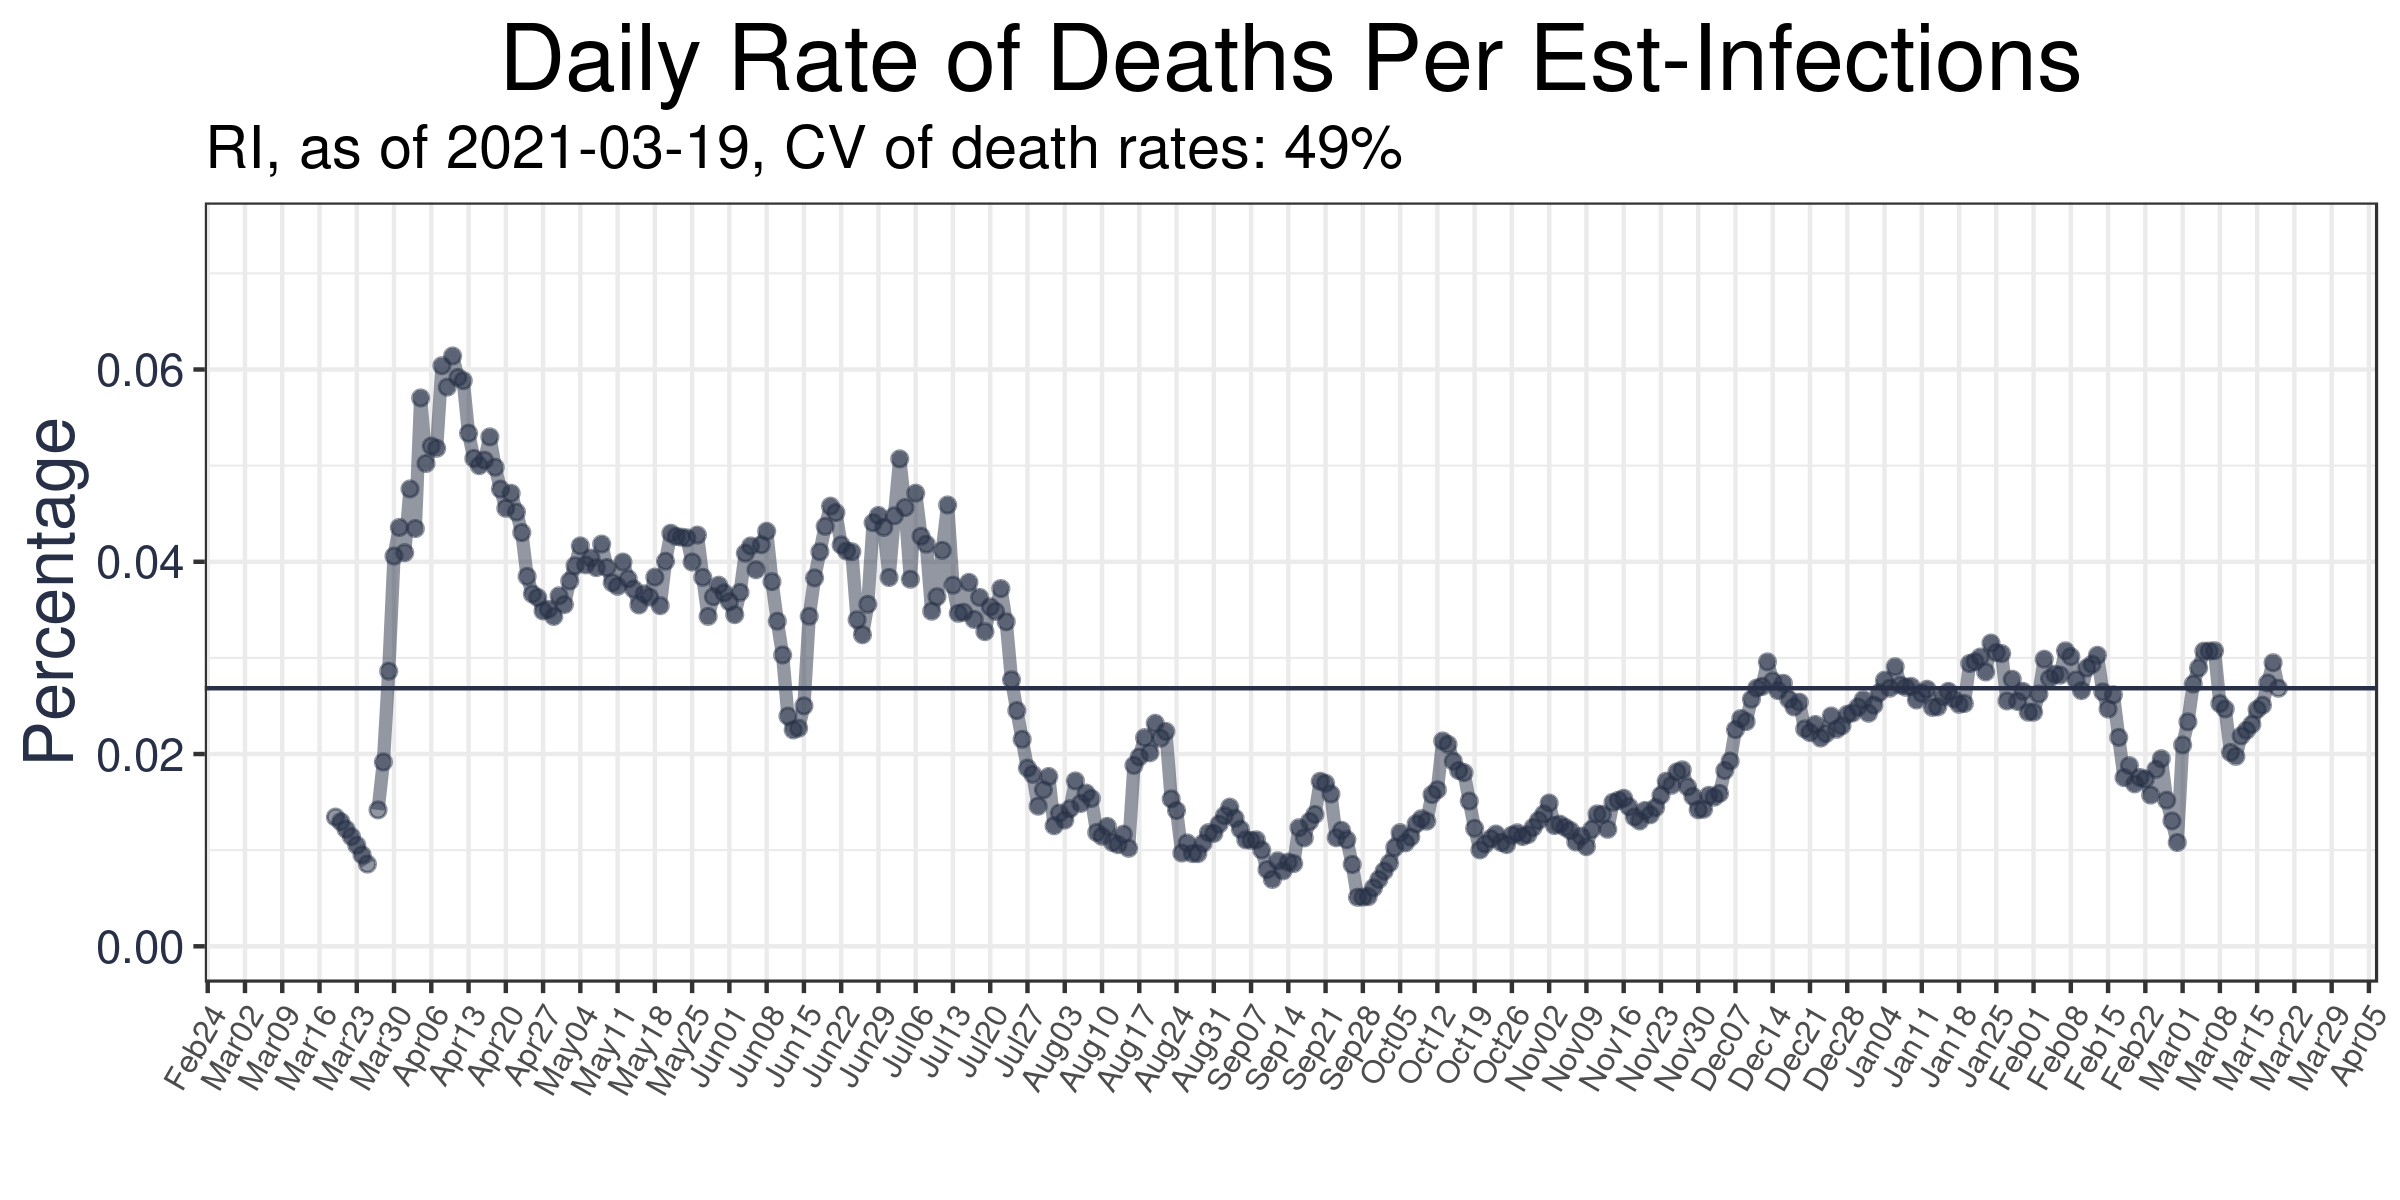 Daily Rate of Deaths Per Est-Infections
RI, as of 2021-03-19, CV of death rates: 49%
Percentage
0.06
0.04
0.02
0.00
Feb24
Mar02
Mar09
Mar16
Mar23
Mar30
Apr06
Apr13
Apr20
Apr27
May04
May11
May18
May25
Jun01
Jun08
Jun15
Jun22
Jun29
Jul06
Jul13
Jul20
Jul27
Aug03
Aug10
Aug17
Aug24
Aug31
Sep07
Sep14
Sep21
Sep28
Oct05
Oct12
Oct19
Oct26
Nov02
Nov09
Nov16
Nov23
Nov30
Dec07
Dec14
Dec21
Dec28
Jan04
Jan11
Jan18
Jan25
Feb01
Feb08
Feb15
Feb22
Mar01
Mar08
Mar15
Mar22
Mar29
Apr05